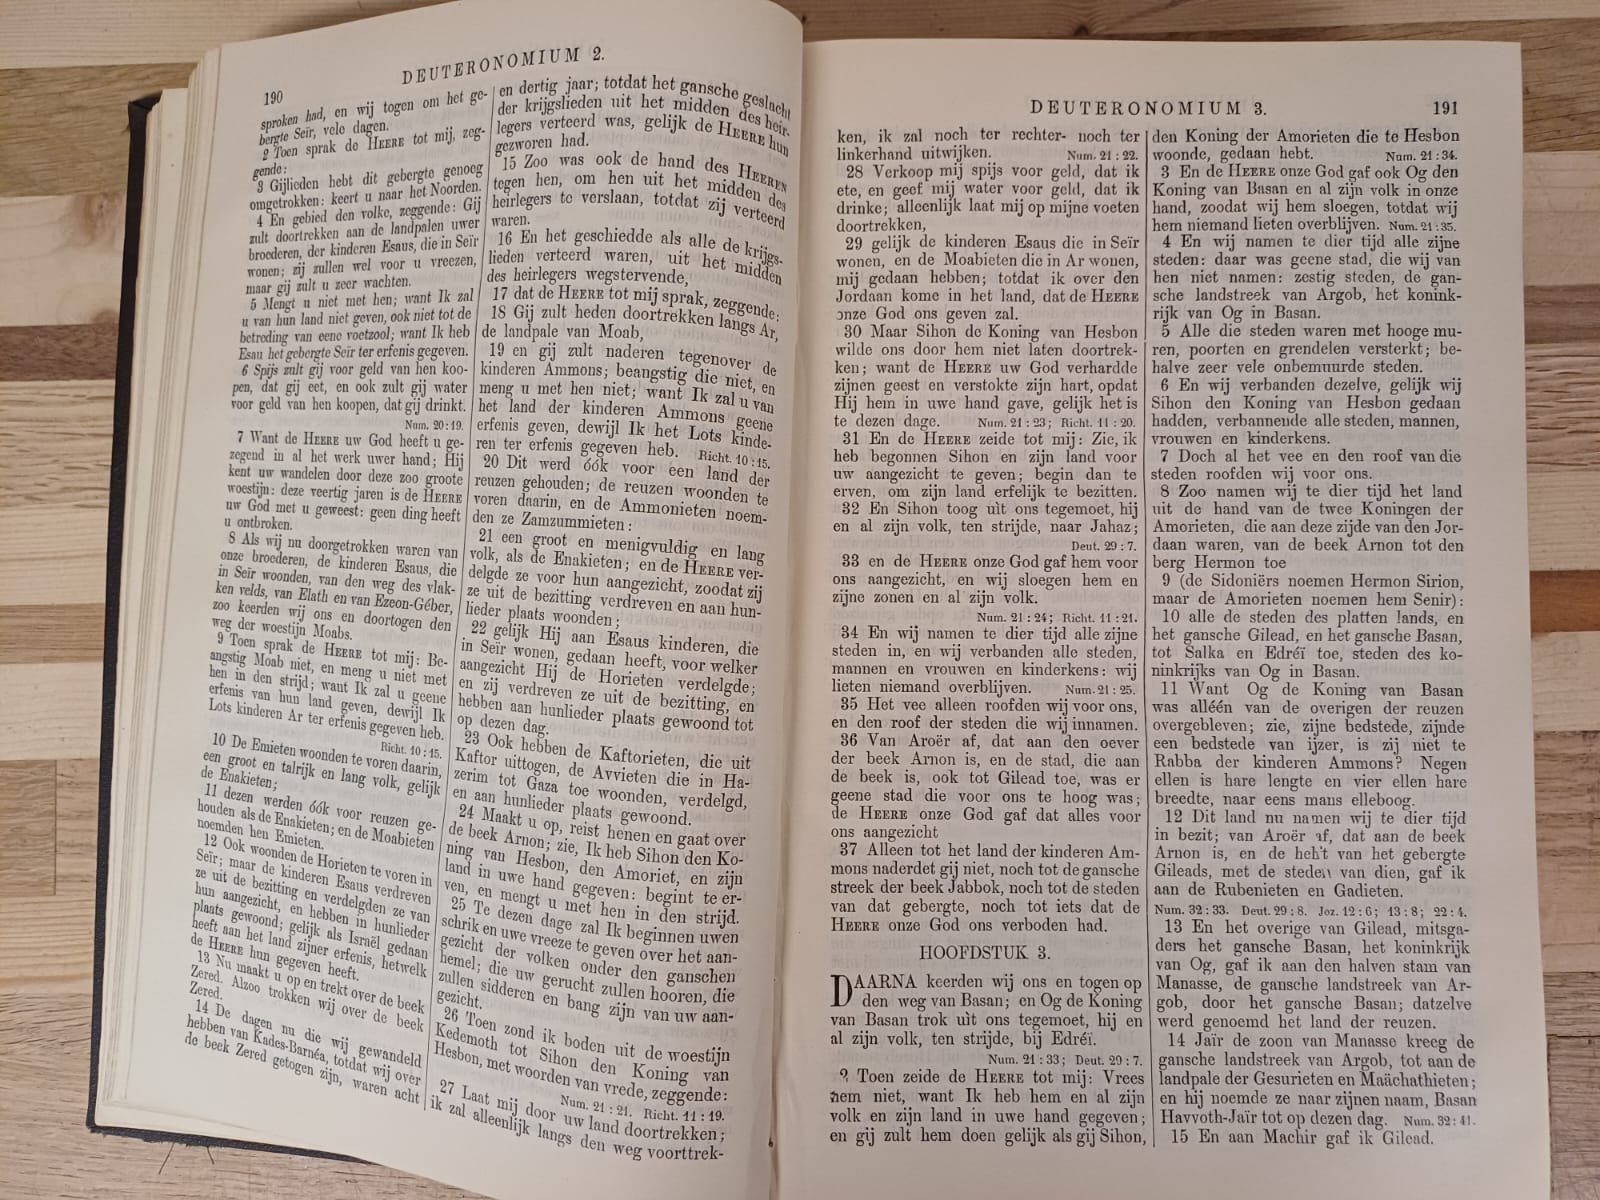 DEUTERONOMIUM 2.
190
sproken had, en wij togen om het ge-
bergte Seïr, vele dagen.
2 Toen sprak de HEERE tot mij, zeg-
gende:
3 Gijlieden hebt dit gebergte genoeg
omgetrokken: keert u naar het Noorden.
4 En gebied den volke, zeggende: Gij
zult doortrekken aan de landpalen uwer
broederen, der kinderen Esaus, die in Seïr
wonen; zij zullen wel voor u vreezen,
maar gij zult u zeer wachten.
5 Mengt u niet met hen; want Ik zal
u van hun land niet geven, ook niet tot de
betreding van eene voetzool; want Ik heb
Esau het gebergte Seïr ter erfenis gegeven.
6 Spijs zult gij voor geld van hen koo-
pen, dat gij eet, en ook zult gij water
voor geld van hen koopen, dat gij drinkt.
Num. 20:19.
7 Want de HEERE uw God heeft u ge-
zegend in al het werk uwer hand; Hij
kent uw wandelen door deze zoo groote
woestijn: deze veertig jaren is de HEERE
uw God met u geweest: geen ding heeft
u ontbroken.
8 Als wij nu doorgetrokken waren van
onze broederen, de kinderen Esaus, die
in Seïr woonden, van den weg des vlak-
ken velds, van Elath en van Ezeon-Géber,
zoo keerden wij ons en doortogen den
weg der woestijn Moabs.
9 Toen sprak de HEERE tot mij: Be-
angstig Moab niet, en meng u niet met
hen in den strijd; want Ik zal u geene
erfenis van hun land geven, dewijl Ik
Lots kinderen Ar ter erfenis gegeven heb.
Richt. 10:15.
10 De Emieten woonden te voren daarin,
een groot en talrijk en lang volk, gelijk
de Enakieten;
11 dezen werden óók voor reuzen ge-
houden als de Enakieten; en de Moabieten
noemden hen Emieten.
12 Ook woonden de Horieten te voren in
Seïr; maar de kinderen Esaus verdreven
ze uit de bezitting en verdelgden ze van
hun aangezicht, en hebben in hunlieder
plaats gewoond; gelijk als Israël gedaan
heeft aan het land zijner erfenis, hetwelk
de HEERE hun gegeven heeft.
13 Nu maakt u op en trekt over de beek
Zered. Alzoo trokken wij over de beek
Zered.
14 De dagen nu die wij gewandeld
hebben van Kades-Barnéa, totdat wij over
de beek Zered getogen zijn, waren acht
en dertig jaar; totdat het gansche geslacht
der krijgslieden uit het midden des heir-
legers verteerd was, gelijk de HEERE hun
gezworen had.
15 Zoo was ook de hand des HEEREN
tegen hen, om hen uit het midden des
heirlegers te verslaan, totdat zij verteerd
waren.
16 En het geschiedde als alle de krijgs-
lieden verteerd waren, uit het midden
des heirlegers wegstervende,
17 dat de HEERE tot mij sprak, zeggende:
18 Gij zult heden doortrekken langs Ar,
de landpale van Moab,
19 en gij zult naderen tegenover de
kinderen Ammons; beangstig die niet, en
meng u met hen niet; want Ik zal u van
het land der kinderen Ammons geene
erfenis geven, dewijl Ik het Lots kinde-
ren ter erfenis gegeven heb. Richt. 10:15.
20 Dit werd óók voor een land der
reuzen gehouden; de reuzen woonden te
voren daarin, en de Ammonieten noem-
den ze Zamzummieten:
21 een groot en menigvuldig en lang
volk, als de Enakieten; en de HEERE ver-
delgde ze voor hun aangezicht, zoodat zij
ze uit de bezitting verdreven en aan hun-
lieder plaats woonden;
22 gelijk Hij aan Esaus kinderen, die
in Seïr wonen, gedaan heeft, voor welker
aangezicht Hij de Horieten verdelgde;
en zij verdreven ze uit de bezitting, en
hebben aan hunlieder plaats gewoond tot
op dezen dag.
23 Ook hebben de Kaftorieten, die uit
Kaftor uittogen, de Avvieten die in Ha-
zerim tot Gaza toe woonden, verdelgd,
en aan hunlieder plaats gewoond.
24 Maakt u op, reist henen en gaat over
de beek Arnon; zie, Ik heb Sihon den Ko-
ning van Hesbon, den Amoriet, en zijn
land in uwe hand gegeven: begint te er-
ven, en mengt u met hen in den strijd.
25 Te dezen dage zal Ik beginnen uwen
schrik en uwe vreeze te geven over het aan-
gezicht der volken onder den ganschen
hemel; die uw gerucht zullen hooren, die
zullen sidderen en bang zijn van uw aan-
gezicht.
26 Toen zond ik boden uit de woestijn
Kedemoth tot Sihon den Koning van
Hesbon, met woorden van vrede, zeggende:
Num. 21:21. Richt. 11:19.
27 Laat mij door uw land doortrekken;
ik zal alleenlijk langs den weg voorttrek-
DEUTERONOMIUM 3.
191
ken, ik zal noch ter rechter- noch ter
linkerhand uitwijken. Num. 21:22.
28 Verkoop mij spijs voor geld, dat ik
ete, en geef mij water voor geld, dat ik
drinke; alleenlijk laat mij op mijne voeten
doortrekken,
29 gelijk de kinderen Esaus die in Seïr
wonen, en de Moabieten die in Ar wonen,
mij gedaan hebben; totdat ik over den
Jordaan kome in het land, dat de HEERE
onze God ons geven zal.
30 Maar Sihon de Koning van Hesbon
wilde ons door hem niet laten doortrek-
ken; want de HEERE uw God verhardde
zijnen geest en verstokte zijn hart, opdat
Hij hem in uwe hand gave, gelijk het is
te dezen dage. Num. 21:23; Richt. 11:20.
31 En de HEERE zeide tot mij: Zie, ik
heb begonnen Sihon en zijn land voor
uw aangezicht te geven; begin dan te
erven, om zijn land erfelijk te bezitten.
32 En Sihon toog uit ons tegemoet, hij
en al zijn volk, ten strijde, naar Jahaz;
Deut. 29:7.
33 en de HEERE onze God gaf hem voor
ons aangezicht, en wij sloegen hem en
zijne zonen en al zijn volk.
Num. 21:24; Richt. 11:21.
34 En wij namen te dier tijd alle zijne
steden in, en wij verbanden alle steden,
mannen en vrouwen en kinderkens: wij
lieten niemand overblijven. Num. 21:25.
35 Het vee alleen roofden wij voor ons,
en den roof der steden die wij innamen.
36 Van Aroër af, dat aan den oever
der beek Arnon is, en de stad, die aan
de beek is, ook tot Gilead toe, was er
geene stad die voor ons te hoog was;
de HEERE onze God gaf dat alles voor
ons aangezicht
37 Alleen tot het land der kinderen Am-
mons naderdet gij niet, noch tot de gansche
streek der beek Jabbok, noch tot de steden
van dat gebergte, noch tot iets dat de
HEERE onze God ons verboden had.
HOOFDSTUK 3.
DAARNA keerden wij ons en togen op
den weg van Basan; en Og de Koning
van Basan trok uit ons tegemoet, hij en
al zijn volk, ten strijde, bij Edréï.
Num. 21:33; Deut. 29:7.
2 Toen zeide de HEERE tot mij: Vrees
hem niet, want Ik heb hem en al zijn
volk en zijn land in uwe hand gegeven;
en gij zult hem doen gelijk als gij Sihon,
den Koning der Amorieten die te Hesbon
woonde, gedaan hebt. Num. 21:34.
3 En de HEERE onze God gaf ook Og den
Koning van Basan en al zijn volk in onze
hand, zoodat wij hem sloegen, totdat wij
hem niemand lieten overblijven. Num. 21:35.
4 En wij namen te dier tijd alle zijne
steden: daar was geene stad, die wij van
hen niet namen: zestig steden, de gan-
sche landstreek van Argob, het konink-
rijk van Og in Basan.
5 Alle die steden waren met hooge mu-
ren, poorten en grendelen versterkt; be-
halve zeer vele onbemuurde steden.
6 En wij verbanden dezelve, gelijk wij
Sihon den Koning van Hesbon gedaan
hadden, verbannende alle steden, mannen,
vrouwen en kinderkens.
7 Doch al het vee en den roof van die
steden roofden wij voor ons.
8 Zoo namen wij te dier tijd het land
uit de hand van de twee Koningen der
Amorieten, die aan deze zijde van den Jor-
daan waren, van de beek Arnon tot den
berg Hermon toe
9 (de Sidoniërs noemen Hermon Sirion,
maar de Amorieten noemen hem Senir):
10 alle de steden des platten lands, en
het gansche Gilead, en het gansche Basan,
tot Salka en Edréï toe, steden des ko-
ninkrijks van Og in Basan.
11 Want Og de Koning van Basan
was alléén van de overigen der reuzen
overgebleven; zie, zijne bedstede, zijnde
een bedstede van ijzer, is zij niet te
Rabba der kinderen Ammons? Negen
ellen is hare lengte en vier ellen hare
breedte, naar eens mans elleboog.
12 Dit land nu namen wij te dier tijd
in bezit; van Aroër af, dat aan de beek
Arnon is, en de helft van het gebergte
Gileads, met de steden van dien, gaf ik
aan de Rubenieten en Gadieten.
Num. 32:33. Deut. 29:8. Joz. 12:6; 13:8; 22:4.
13 En het overige van Gilead, mitsga-
ders het gansche Basan, het koninkrijk
van Og, gaf ik aan den halven stam van
Manasse, de gansche landstreek van Ar-
gob, door het gansche Basan; datzelve
werd genoemd het land der reuzen.
14 Jaïr de zoon van Manasse kreeg de
gansche landstreek van Argob, tot aan de
landpale der Gesurieten en Maächathieten;
en hij noemde ze naar zijnen naam, Basan
Havvoth-Jaïr tot op dezen dag. Num. 32:41.
15 En aan Machir gaf ik Gilead.